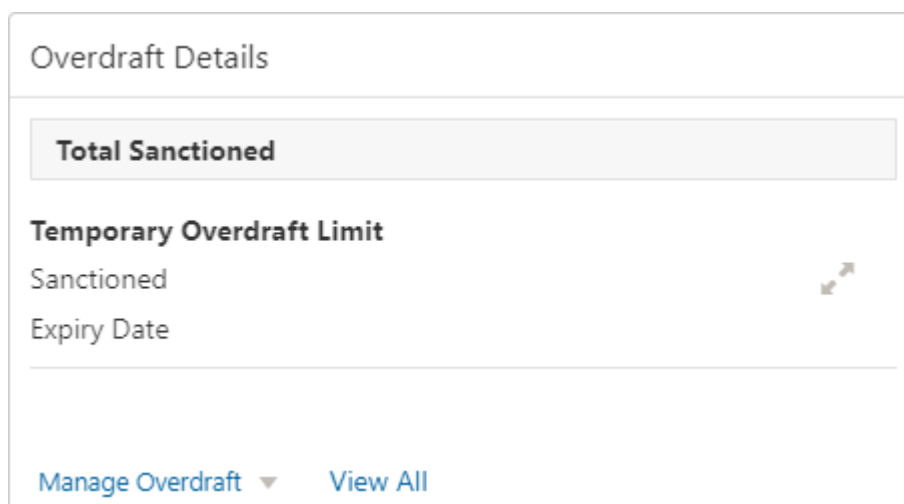 Overdraft Details
Total Sanctioned
Temporary Overdraft Limit
Sanctioned
Expiry Date
Manage Overdraft View All